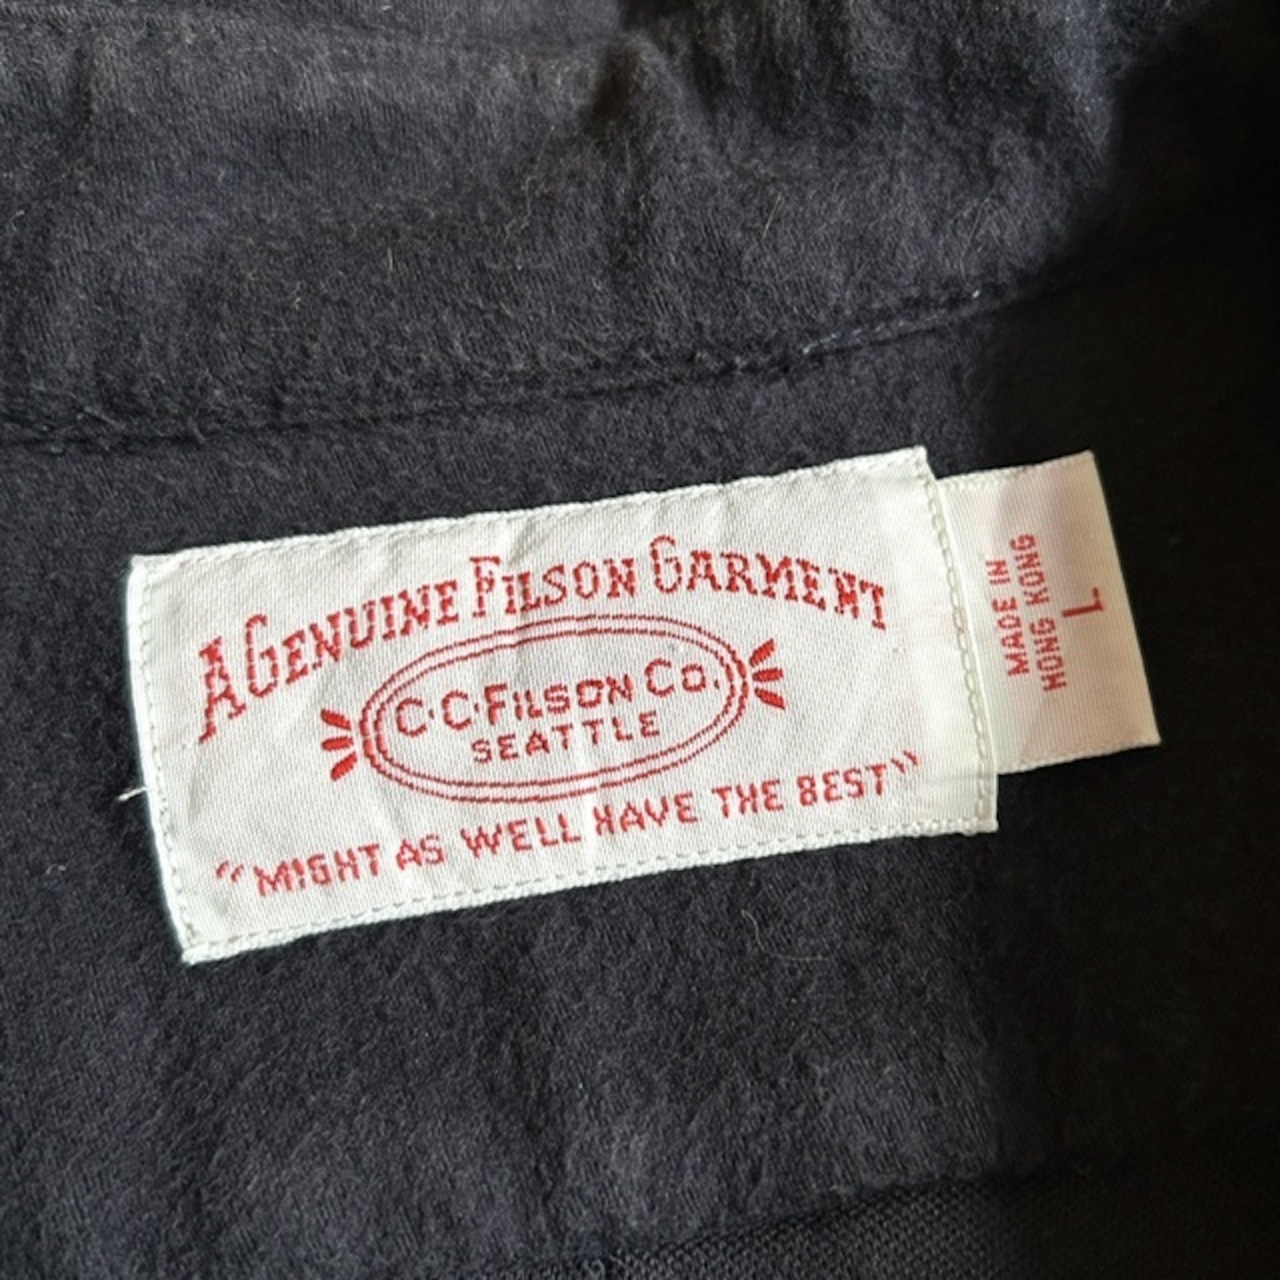 A GENUINE FILSON GARMENT
C·C·FILSON CO.
SEATTLE
"MIGHT AS WELL HAVE THE BEST"
MADE IN
HONG KONG
L